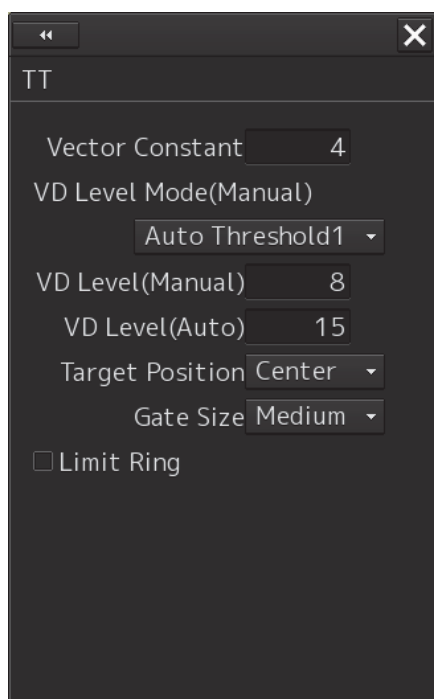 TT
Vector Constant 4
VD Level Mode(Manual)
Auto Threshold1
VD Level(Manual) 8
VD Level(Auto) 15
Target Position Center
Gate Size Medium
Limit Ring